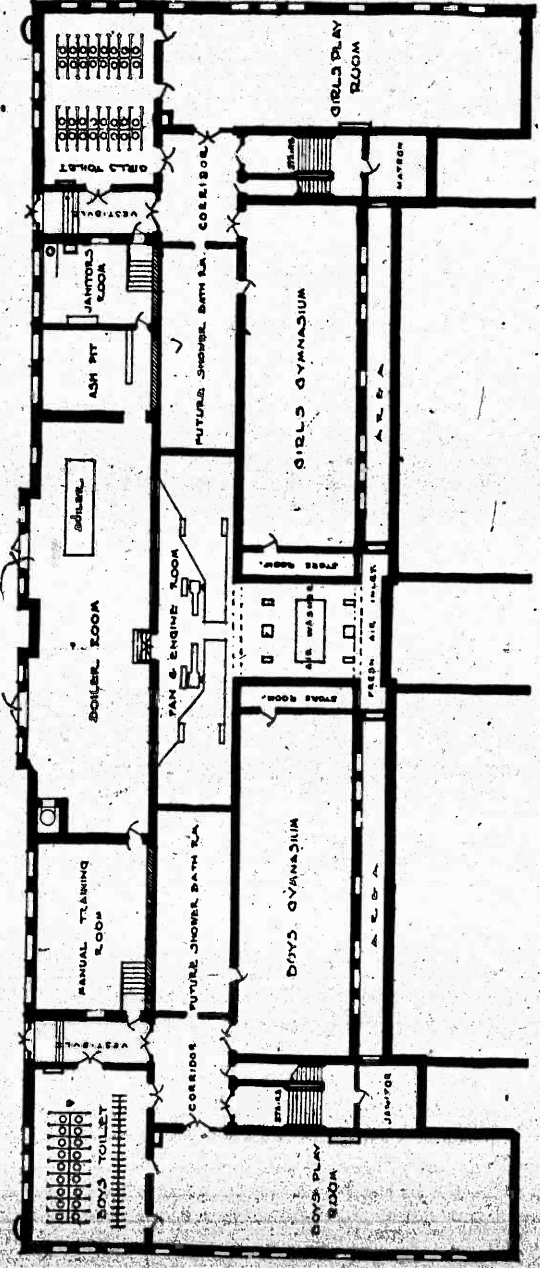 GIRLS PLAY
ROOM
GIRLS TOILET
VESTIBULE
CORRIDOR
STAIRS
MATRON
JANITORS
ROOM
ASH PIT
FUTURE SHOWER BATH RM.
GIRLS GYMNASIUM
AREA
BOILER
BOILER ROOM
FAN & ENGINE ROOM
STORE ROOM.
AIR WASHER
FRESH AIR INLET
STORE ROOM.
MANUAL TRAINING
ROOM
FUTURE SHOWER BATH RM.
BOYS GYMNASIUM
AREA
VESTIBULE
CORRIDOR
STAIRS
JANITOR
BOYS TOILET
BOYS PLAY
ROOM